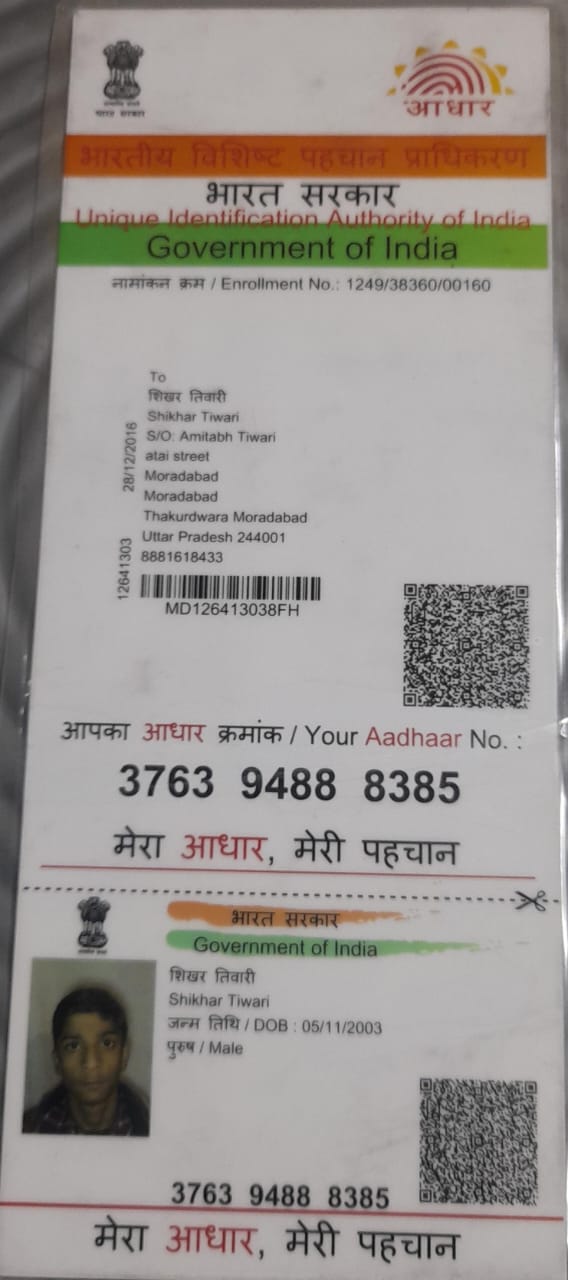 भारत सरकार
आधार
भारतीय विशिष्ट पहचान प्राधिकरण
भारत सरकार
Unique Identification Authority of India
Government of India
नामांकन क्रम / Enrollment No.: 1249/38360/00160
To
शिखर तिवारी
Shikhar Tiwari
S/O: Amitabh Tiwari
atai street
Moradabad
Moradabad
Thakurdwara Moradabad
Uttar Pradesh 244001
8881618433
28/12/2016
12641303
MD126413038FH
आपका आधार क्रमांक / Your Aadhaar No. :
3763 9488 8385
मेरा आधार, मेरी पहचान
भारत सरकार
Government of India
शिखर तिवारी
Shikhar Tiwari
जन्म तिथि / DOB : 05/11/2003
पुरुष / Male
3763 9488 8385
मेरा आधार, मेरी पहचान